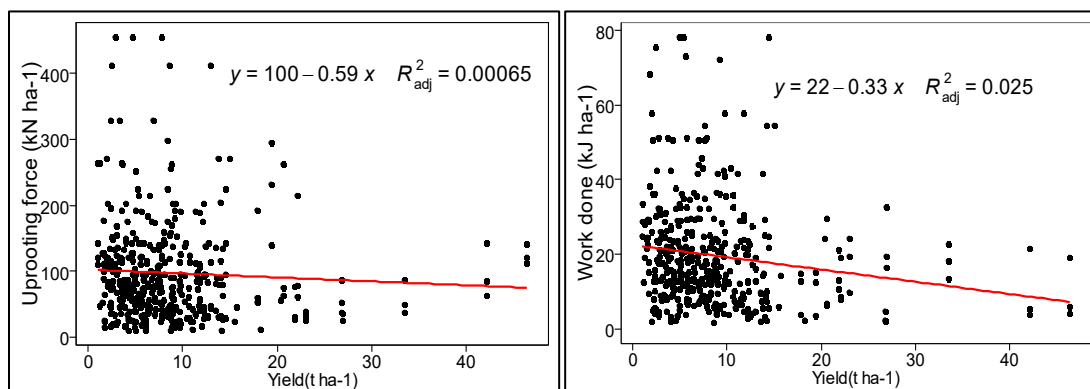 Uprooting force (kN ha-1)
400
300
200
100
0
y = 100 – 0.59 x R²adj = 0.00065
0 10 20 30 40
Yield(t ha-1)
Work done (kJ ha-1)
80
60
40
20
0
y = 22 – 0.33 x R²adj = 0.025
0 10 20 30 40
Yield(t ha-1)